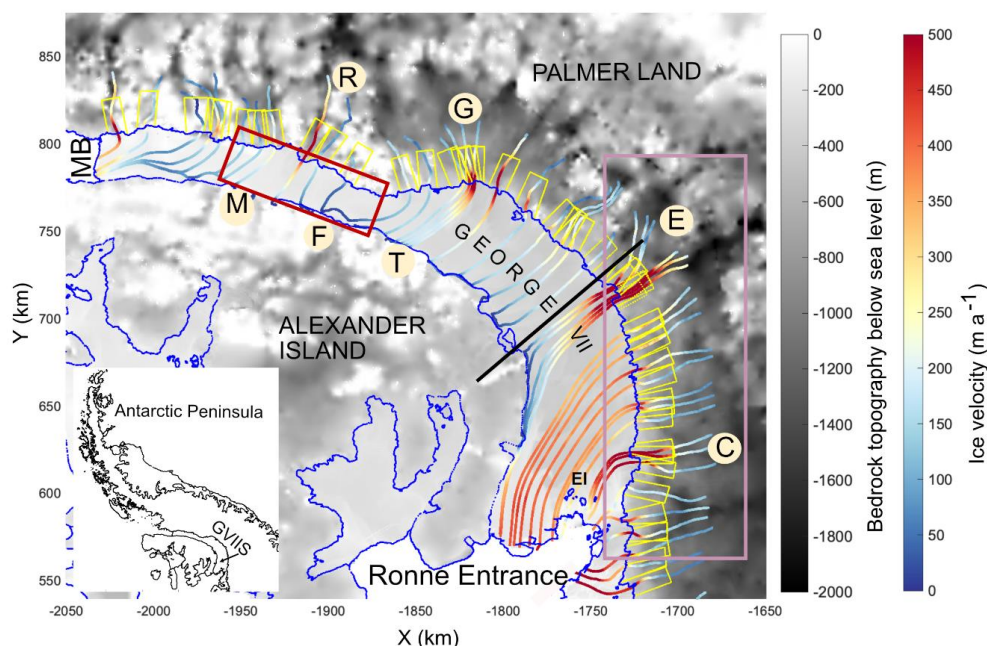 850
800
750
700
650
600
550
Y (km)
-2050
-2000
-1950
-1900
-1850
-1800
-1750
-1700
-1650
X (km)
PALMER LAND
R
G
MB
M
F
T
E
GEORGE
VII
ALEXANDER
ISLAND
C
EI
Ronne Entrance
Antarctic Peninsula
GVIIS
0
-200
-400
-600
-800
-1000
-1200
-1400
-1600
-1800
-2000
Bedrock topography below sea level (m)
500
450
400
350
300
250
200
150
100
50
0
Ice velocity (m a⁻¹)